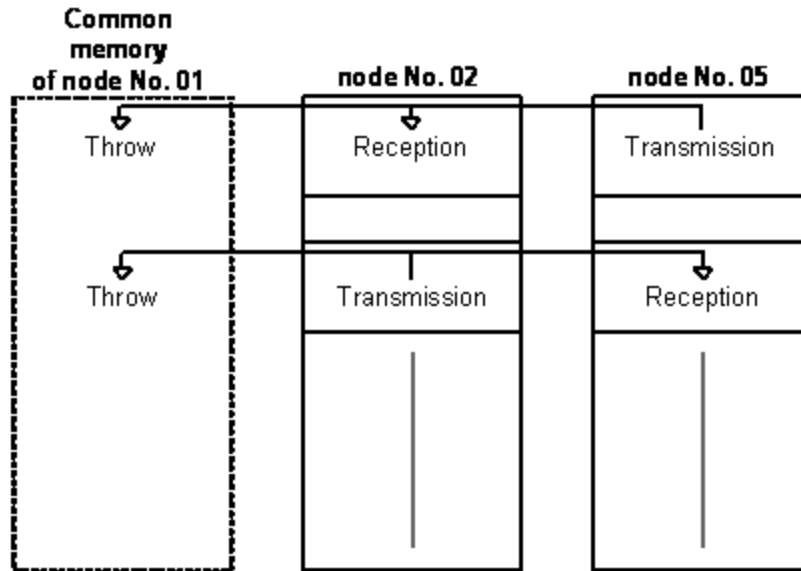 Common
memory
of node No. 01
node No. 02
node No. 05
Throw
Reception
Transmission
Throw
Transmission
Reception